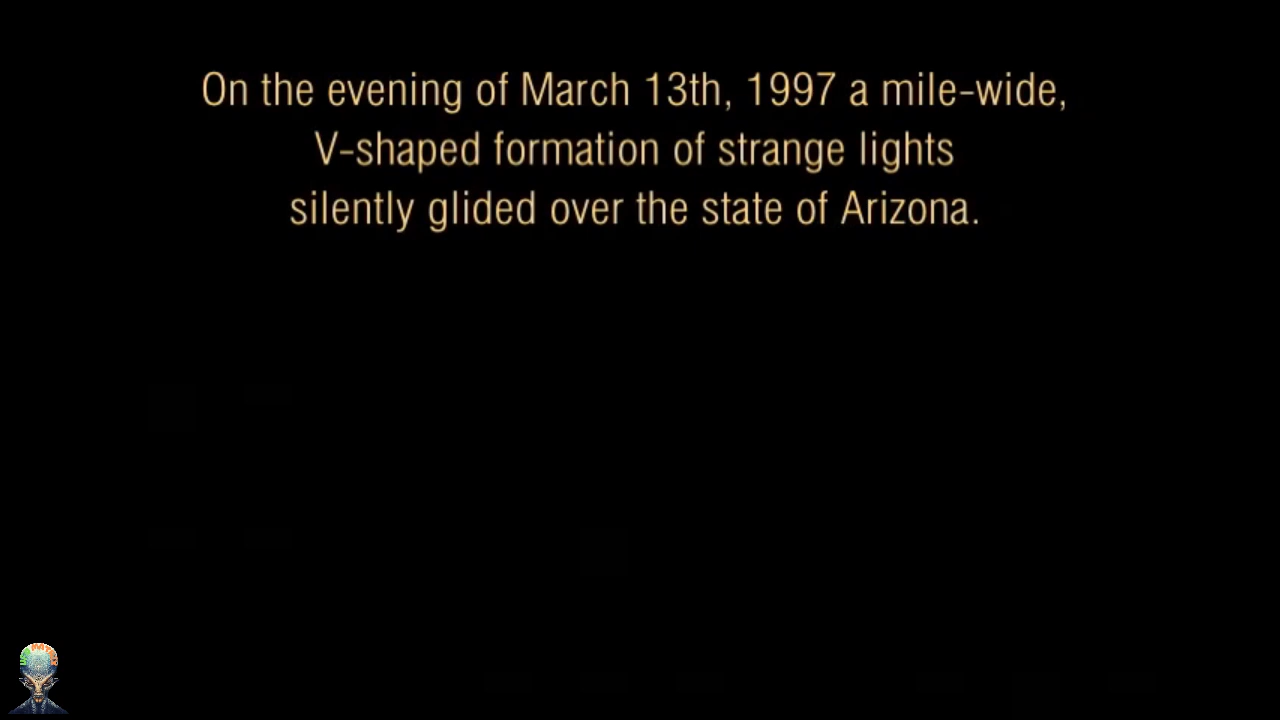 On the evening of March 13th, 1997 a mile-wide,
V-shaped formation of strange lights
silently glided over the state of Arizona.